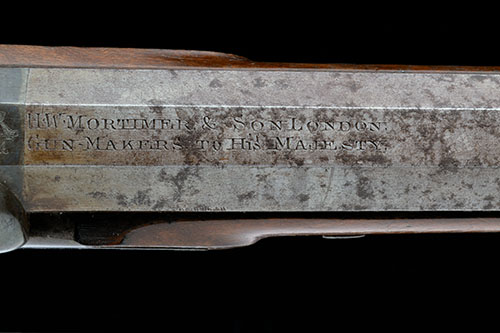 H.W. MORTIMER & SON LONDON.
GUN-MAKERS TO HIS MAJESTY.